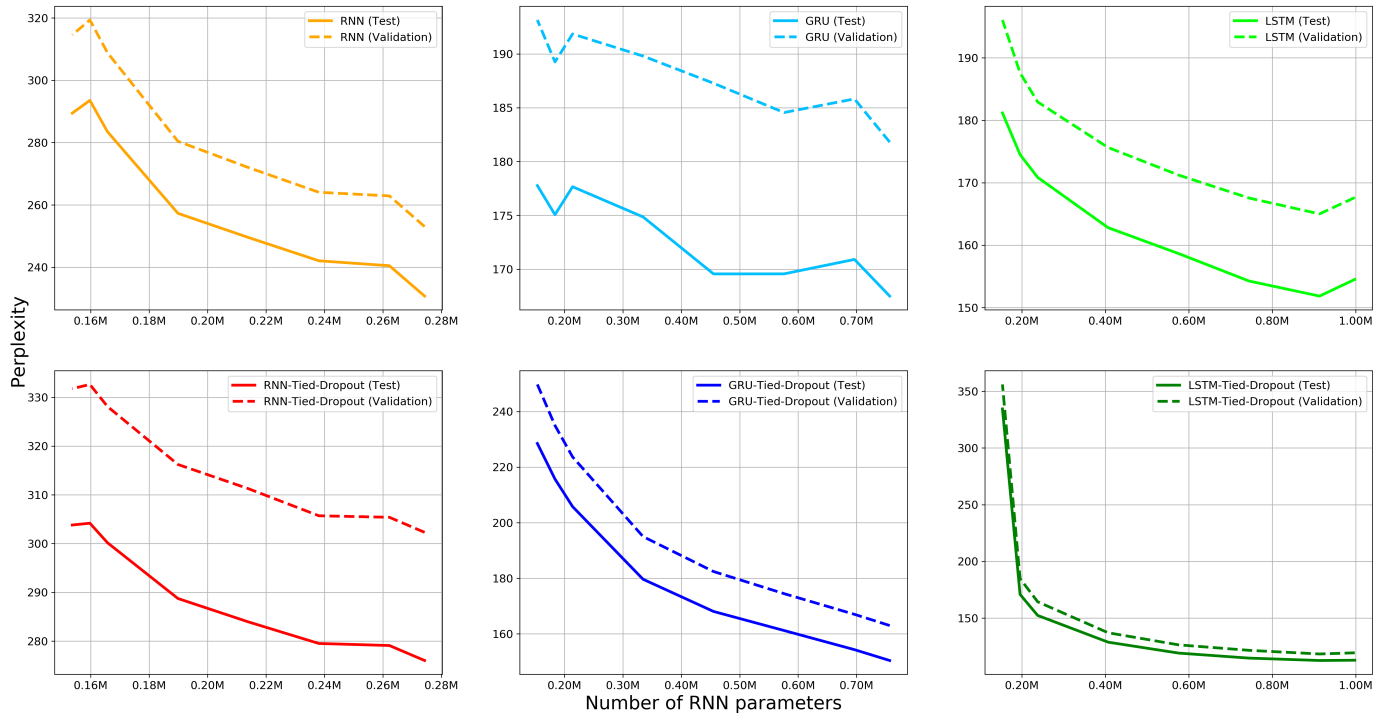 Perplexity
320
300
280
260
240
RNN (Test)
RNN (Validation)
0.16M 0.18M 0.20M 0.22M 0.24M 0.26M 0.28M
190
185
180
175
170
GRU (Test)
GRU (Validation)
0.20M 0.30M 0.40M 0.50M 0.60M 0.70M
190
180
170
160
150
LSTM (Test)
LSTM (Validation)
0.20M 0.40M 0.60M 0.80M 1.00M
330
320
310
300
290
280
RNN-Tied-Dropout (Test)
RNN-Tied-Dropout (Validation)
0.16M 0.18M 0.20M 0.22M 0.24M 0.26M 0.28M
240
220
200
180
160
GRU-Tied-Dropout (Test)
GRU-Tied-Dropout (Validation)
0.20M 0.30M 0.40M 0.50M 0.60M 0.70M
350
300
250
200
150
LSTM-Tied-Dropout (Test)
LSTM-Tied-Dropout (Validation)
0.20M 0.40M 0.60M 0.80M 1.00M
Number of RNN parameters